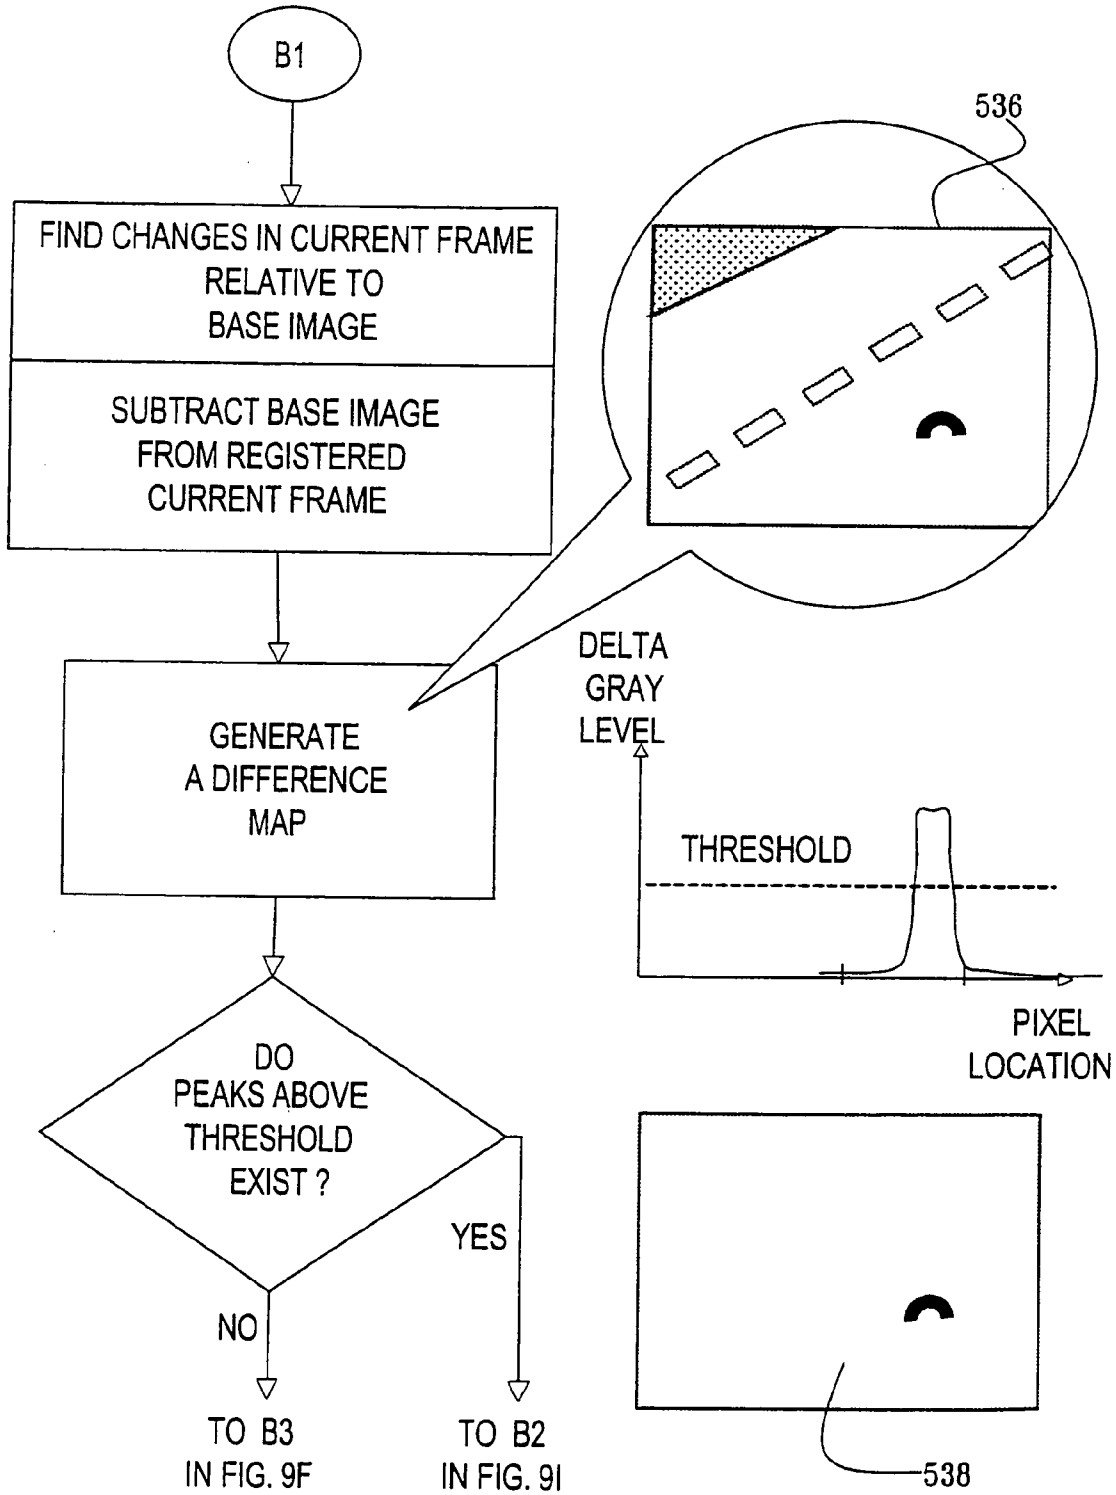 B1
536
FIND CHANGES IN CURRENT FRAME
RELATIVE TO
BASE IMAGE
SUBTRACT BASE IMAGE
FROM REGISTERED
CURRENT FRAME
DELTA
GRAY
LEVEL
GENERATE
A DIFFERENCE
MAP
THRESHOLD
PIXEL
LOCATION
DO
PEAKS ABOVE
THRESHOLD
EXIST ?
YES
NO
TO B3
IN FIG. 9F
TO B2
IN FIG. 9I
538